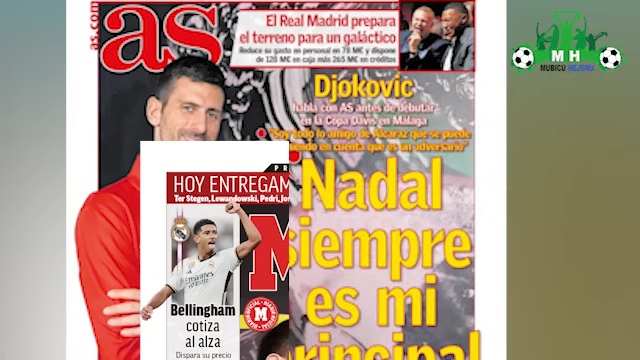 as.com
as
El Real Madrid prepara
el terreno para un galáctico
Reduce su gasto en personal en 78 M€ y dispone
de 128 M€ en caja más 265 M€ en créditos
Djokovic
habla con AS antes de debutar
en la Copa Davis en Málaga
"Soy todo lo amigo de Alcaraz que se puede
en cuenta que es un adversario"
Nadal
siempre
es mi
principal
HOY ENTREGAM
Ter Stegen, Lewandowski, Pedri,
M
Bellingham
cotiza
al alza
Dispara su precio
M H
MUBICU NEJURU